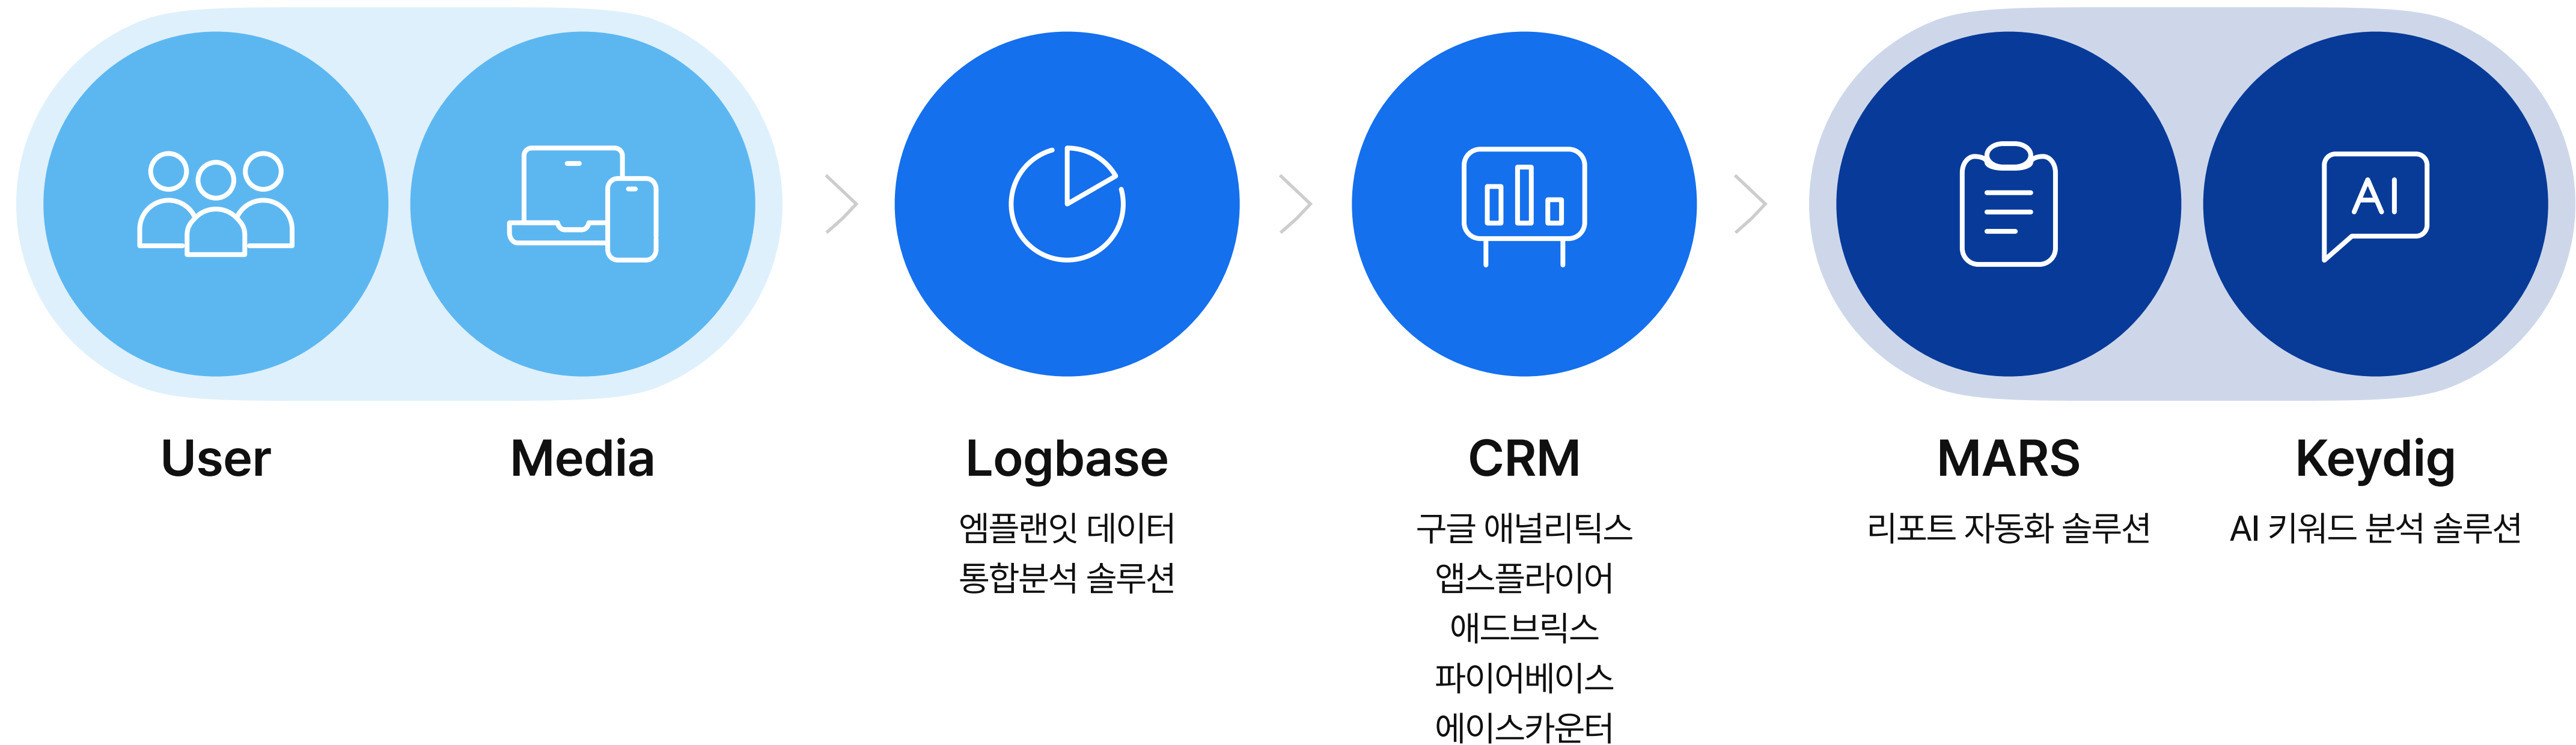 AI
User
Media
Logbase
엠플랜잇 데이터
통합분석 솔루션
CRM
구글 애널리틱스
앱스플라이어
애드브릭스
파이어베이스
에이스카운터
MARS
리포트 자동화 솔루션
Keydig
AI 키워드 분석 솔루션